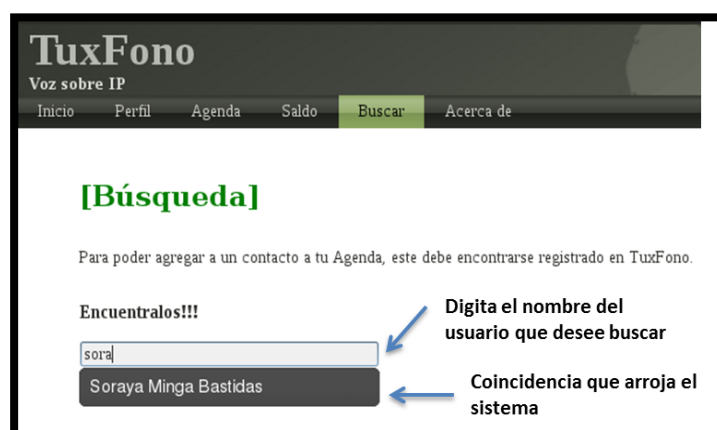 TuxFono
Voz sobre IP
Inicio Perfil Agenda Saldo Buscar Acerca de
[Búsqueda]
Para poder agregar a un contacto a tu Agenda, este debe encontrarse registrado en TuxFono.
Encuentralos!!!
Digita el nombre del
usuario que desee buscar
sora
Soraya Minga Bastidas
Coincidencia que arroja el
sistema